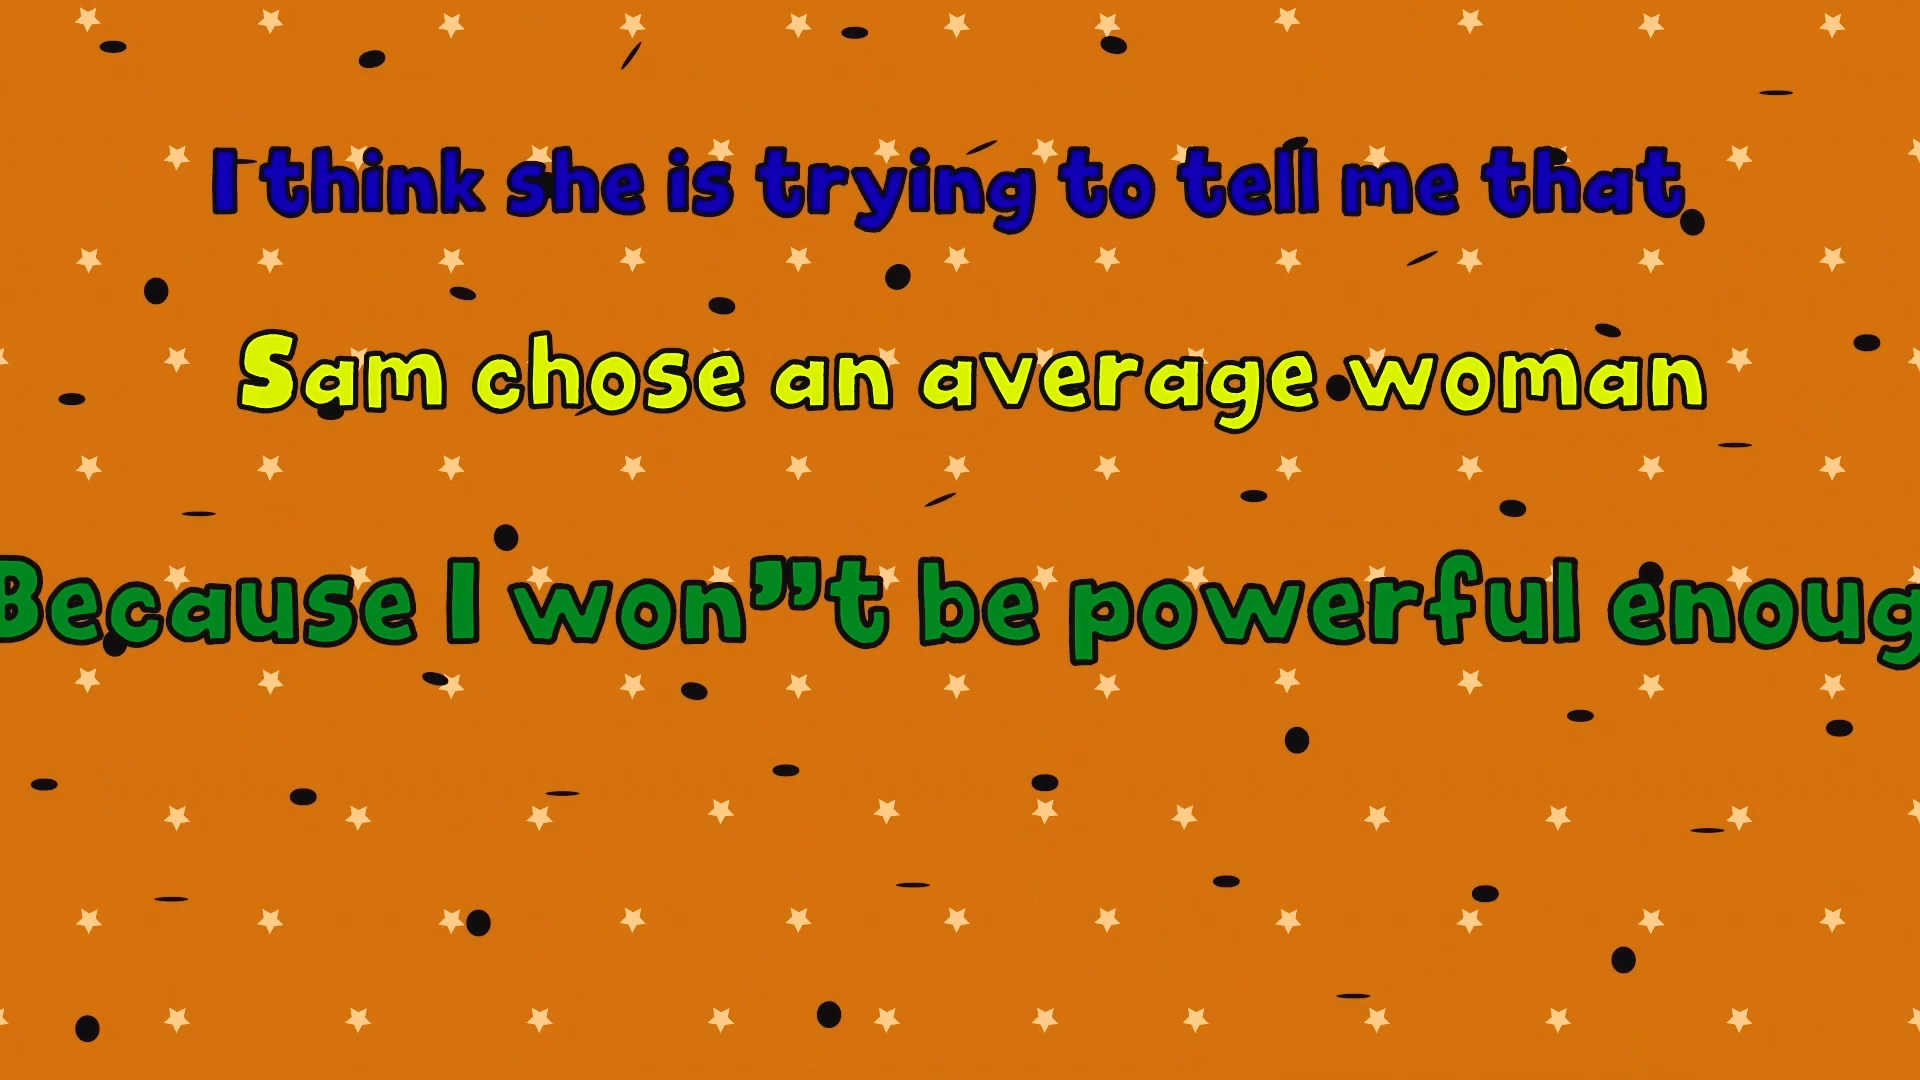 I think she is trying to tell me that
Sam chose an average woman
Because I won”t be powerful enoug